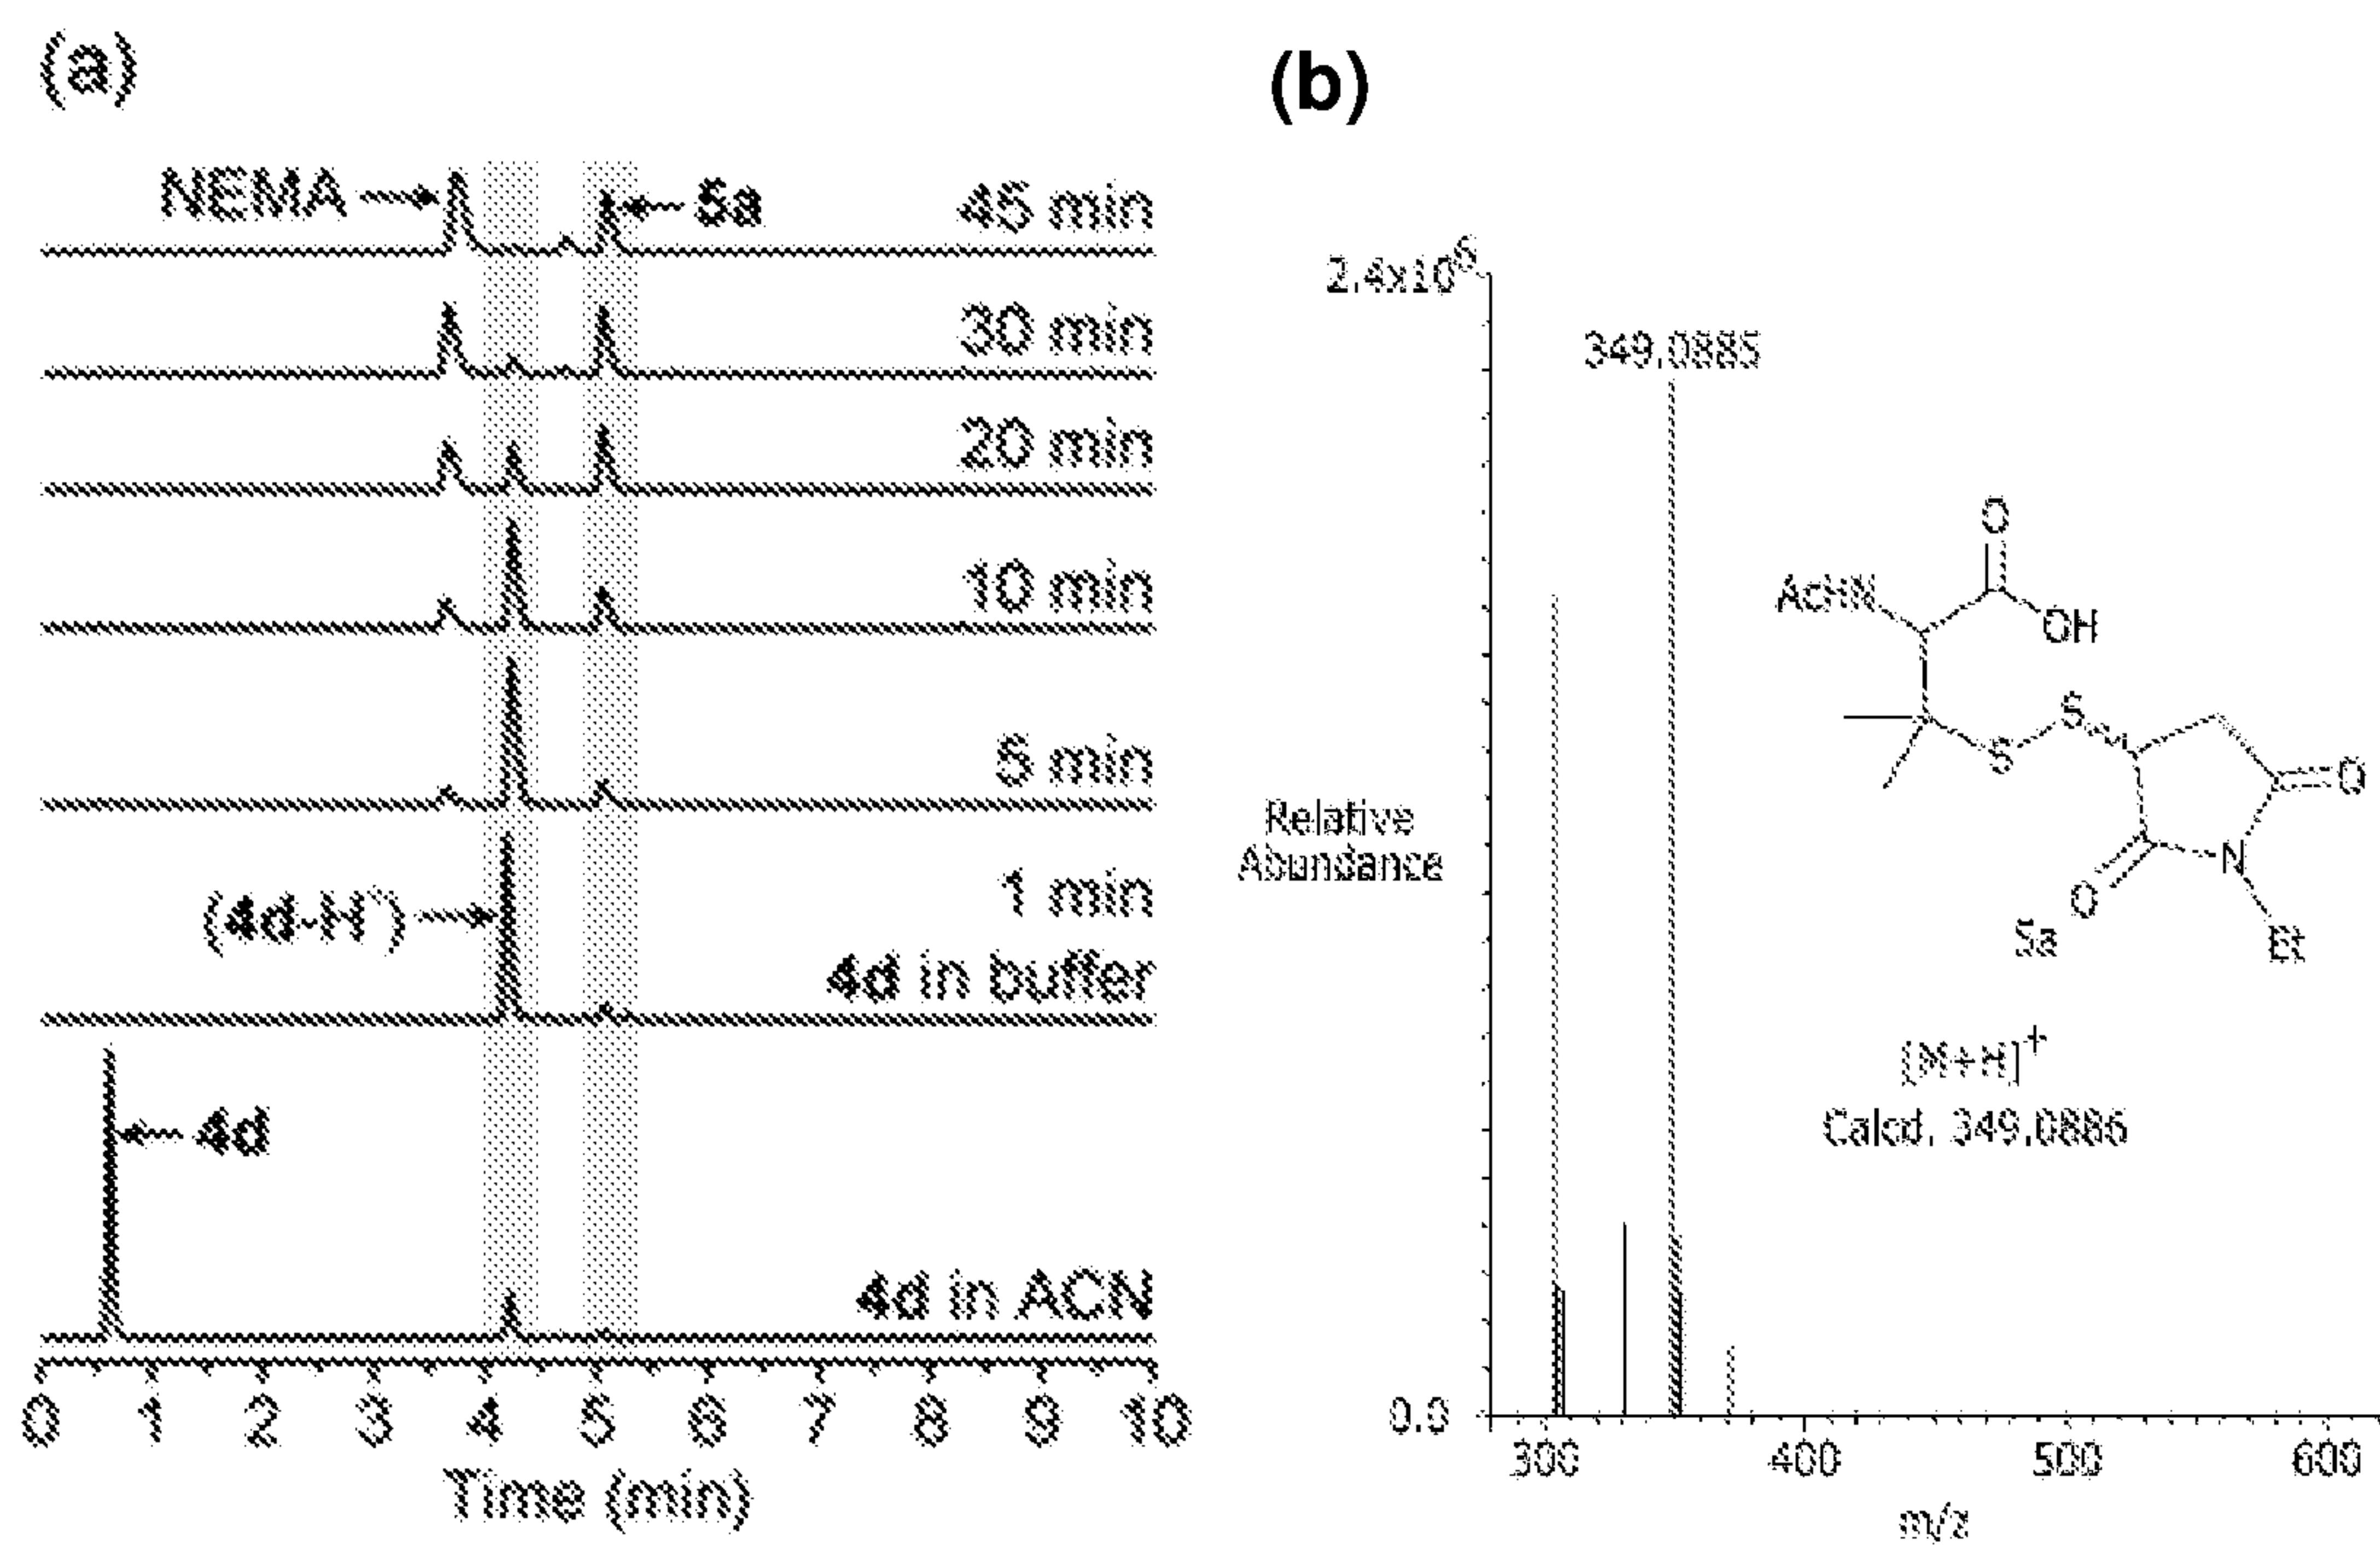 (a)
NEMA
5a
45 min
30 min
20 min
10 min
5 min
1 min
(4d-H⁺)
4d in buffer
4d
4d in ACN
0 1 2 3 4 5 6 7 8 9 10
Time (min)
(b)
2.4x10⁶
349.0885
O
AcHN
OH
S
S
O
N
O
5a
Et
Relative
Abundance
[M+H]⁺
Calcd. 349.0886
0.0
300 400 500 600
m/z